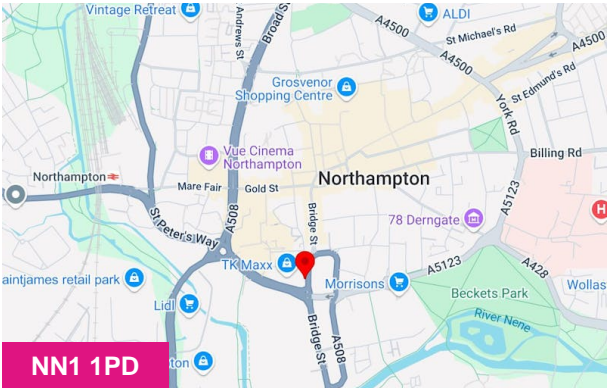 Vintage Retreat
ALDI
St Michael's Rd
A4500
A4500
Andrews St
Broad St
A4500
Grosvenor
Shopping Centre
St Edmund's Rd
York Rd
Vue Cinema
Northampton
Billing Rd
Northampton
Mare Fair
Gold St
Northampton
A508
A5123
Bridge St
St Peter's Way
78 Derngate
H
TK Maxx
A5123
A428
aintjames retail park
Morrisons
Beckets Park
Wollas
Lidl
River Nene
Bridge St
A508
NN1 1PD
ton